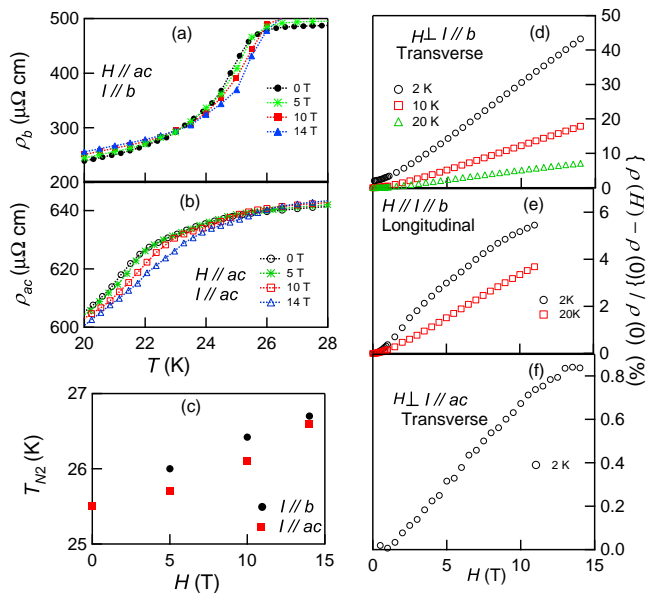 (a)
H // ac
I // b
0 T
5 T
10 T
14 T
500
400
300
200
ρb (μΩ cm)
(b)
H // ac
I // ac
0 T
5 T
10 T
14 T
640
620
600
ρac (μΩ cm)
20
22
24
26
28
T (K)
(c)
27
26
25
TN2 (K)
I // b
I // ac
0
5
10
15
H (T)
H⊥ I // b
(d)
Transverse
2 K
10 K
20 K
50
40
30
20
10
0
H // I // b
(e)
Longitudinal
2K
20K
6
4
2
0
(f)
H⊥ I // ac
Transverse
2 K
0.8
0.6
0.4
0.2
0.0
{ ρ (H) − ρ (0)} / ρ (0) (%)
0
5
10
15
H (T)